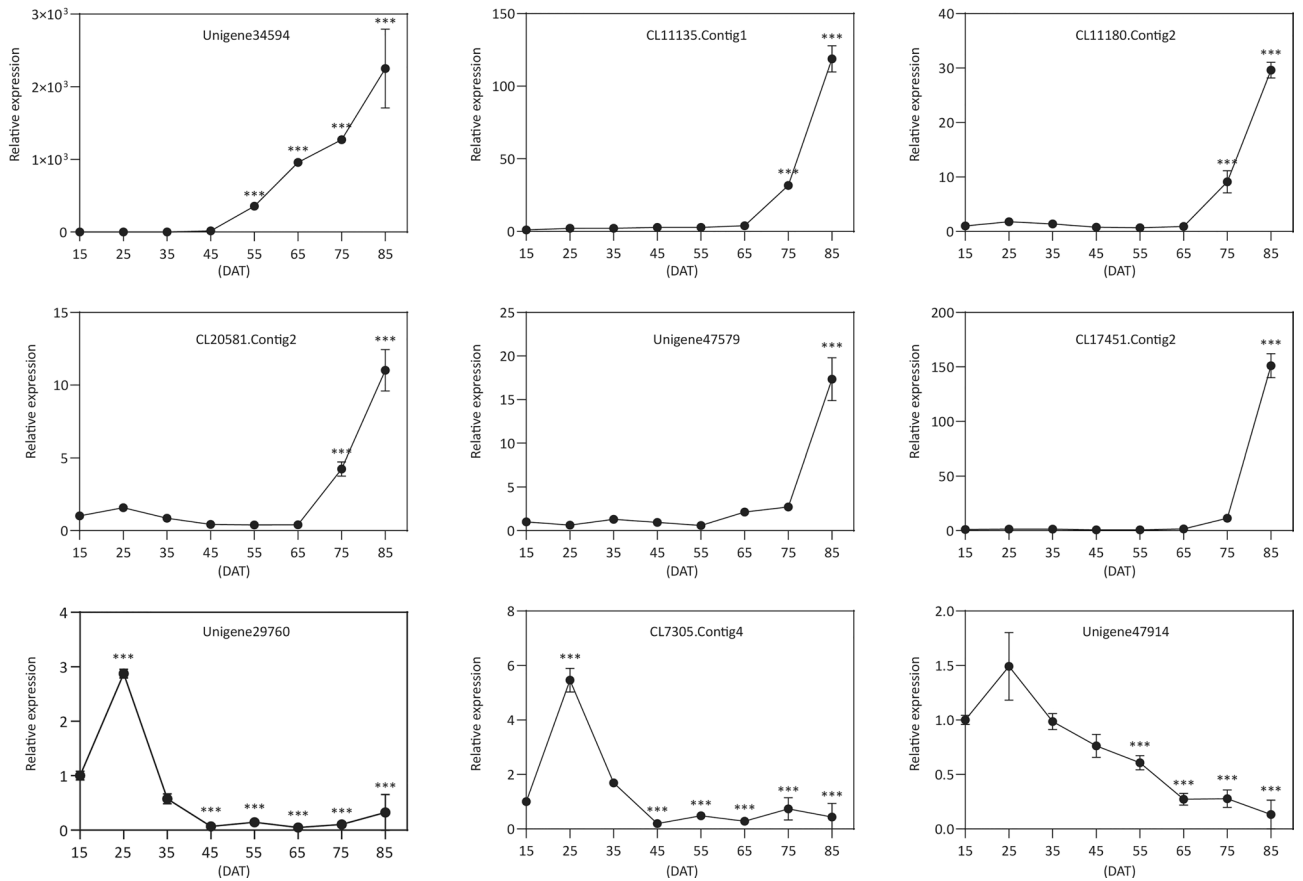 Unigene34594
Relative expression
3×10³
2×10³
1×10³
0
***
***
***
***
15 25 35 45 55 65 75 85
(DAT)
CL11135.Contig1
Relative expression
150
100
50
0
***
***
15 25 35 45 55 65 75 85
(DAT)
CL11180.Contig2
Relative expression
40
30
20
10
0
***
***
15 25 35 45 55 65 75 85
(DAT)
CL20581.Contig2
Relative expression
15
10
5
0
***
***
15 25 35 45 55 65 75 85
(DAT)
Unigene47579
Relative expression
25
20
15
10
5
0
***
15 25 35 45 55 65 75 85
(DAT)
CL17451.Contig2
Relative expression
200
150
100
50
0
***
15 25 35 45 55 65 75 85
(DAT)
Unigene29760
Relative expression
4
3
2
1
0
***
*** *** *** *** ***
15 25 35 45 55 65 75 85
(DAT)
CL7305.Contig4
Relative expression
8
6
4
2
0
***
*** *** *** *** ***
15 25 35 45 55 65 75 85
(DAT)
Unigene47914
Relative expression
2.0
1.5
1.0
0.5
0.0
*** *** *** ***
15 25 35 45 55 65 75 85
(DAT)